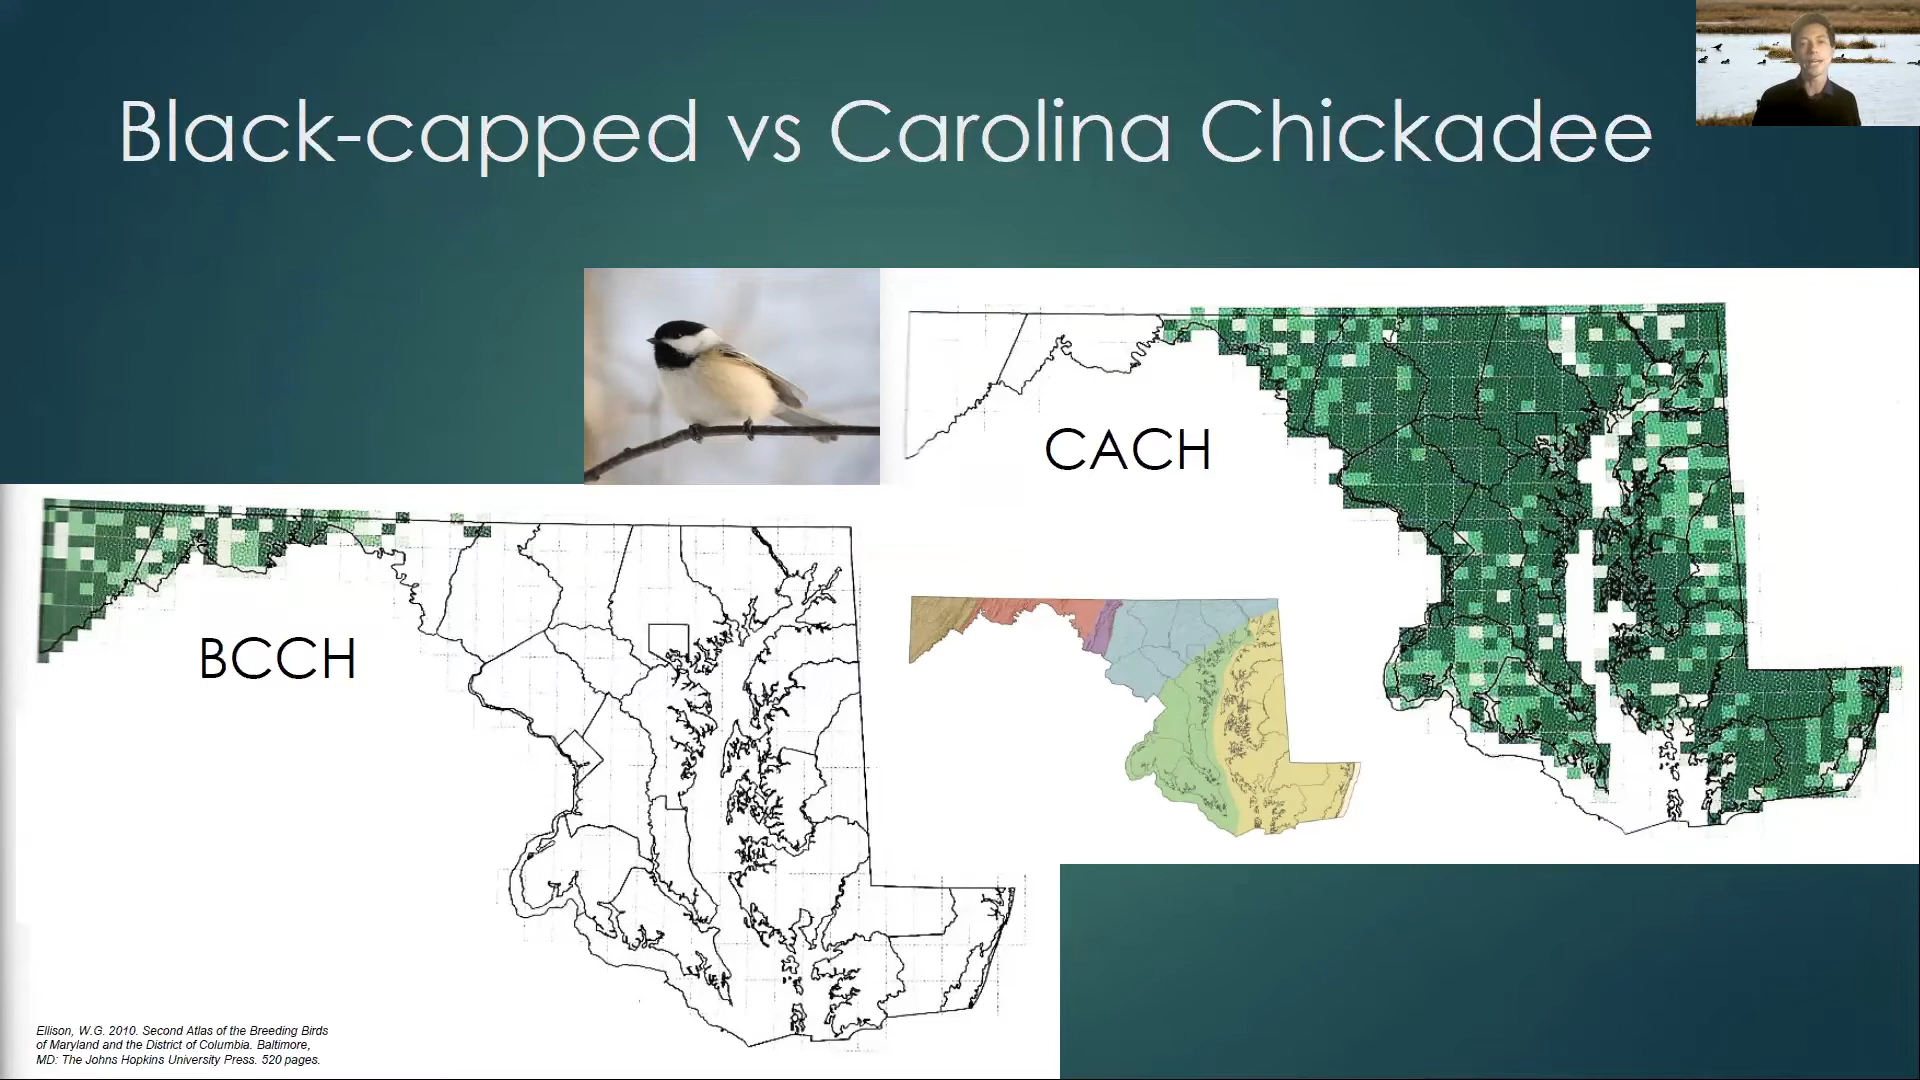 Black-capped vs Carolina Chickadee
CACH
BCCH
Ellison, W.G. 2010. Second Atlas of the Breeding Birds
of Maryland and the District of Columbia. Baltimore,
MD: The Johns Hopkins University Press. 520 pages.